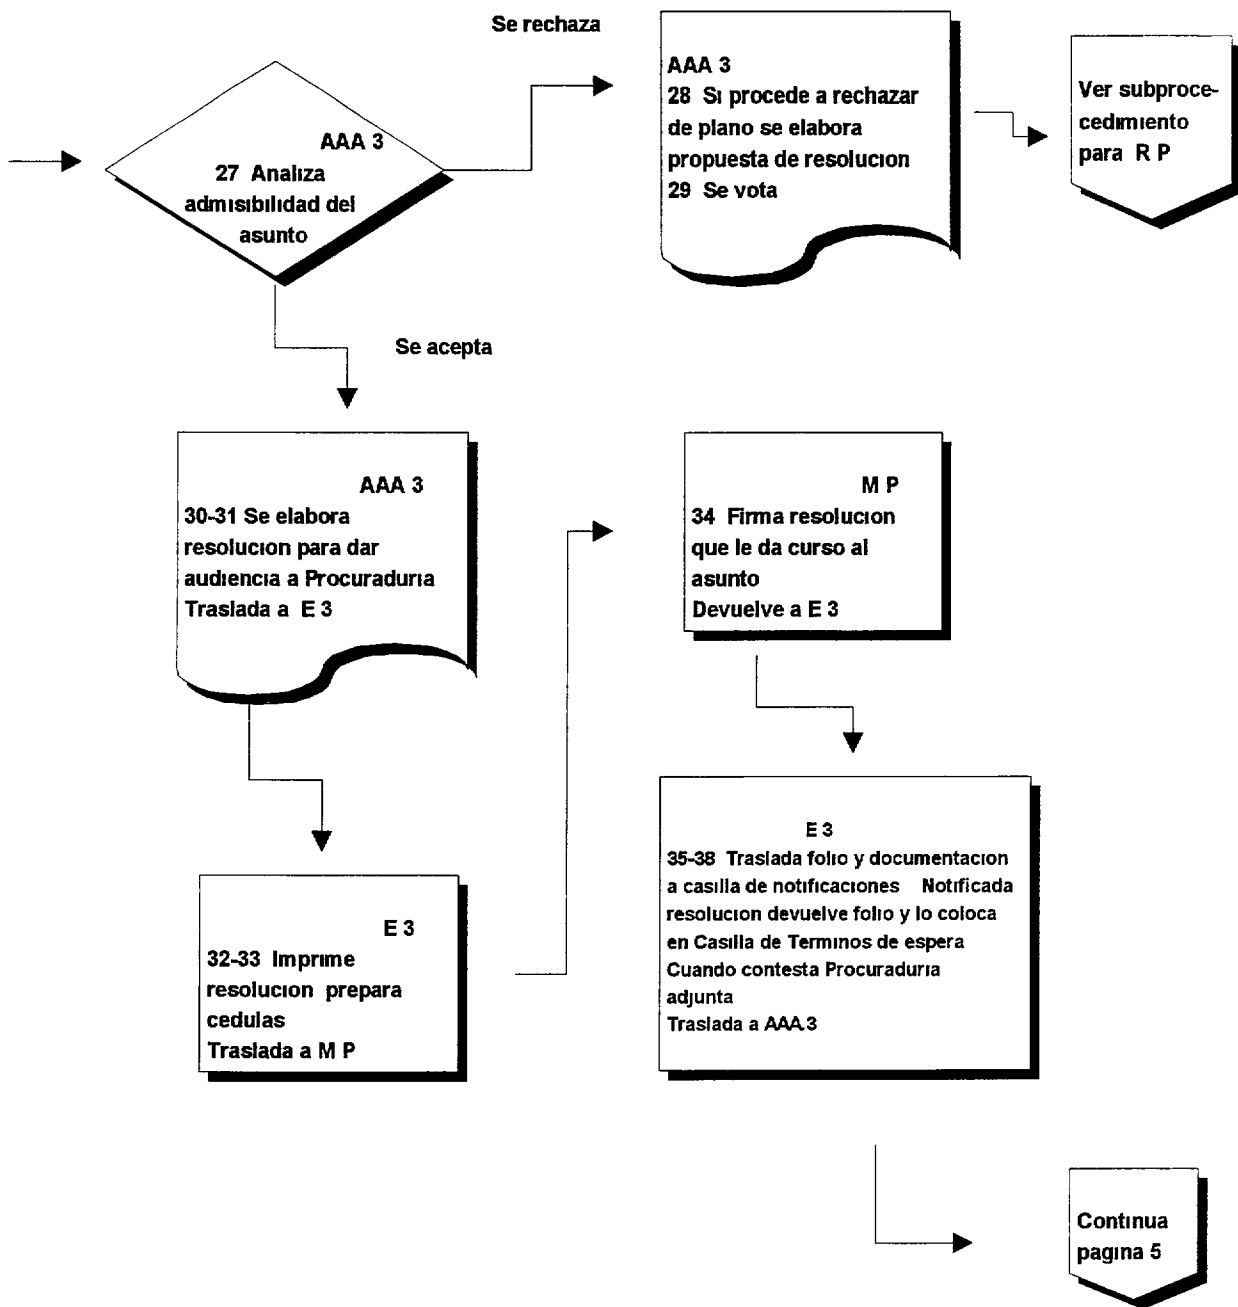 Se rechaza
AAA 3
27 Analiza
admisibilidad del
asunto
AAA 3
28 Si procede a rechazar
de plano se elabora
propuesta de resolucion
29 Se vota
Ver subproce-
cedimiento
para R P
Se acepta
AAA 3
30-31 Se elabora
resolucion para dar
audiencia a Procuraduria
Traslada a E 3
M P
34 Firma resolucion
que le da curso al
asunto
Devuelve a E 3
E 3
32-33 Imprime
resolucion prepara
cedulas
Traslada a M P
E 3
35-38 Traslada folio y documentacion
a casilla de notificaciones Notificada
resolucion devuelve folio y lo coloca
en Casilla de Terminos de espera
Cuando contesta Procuraduria
adjunta
Traslada a AAA.3
Continua
pagina 5